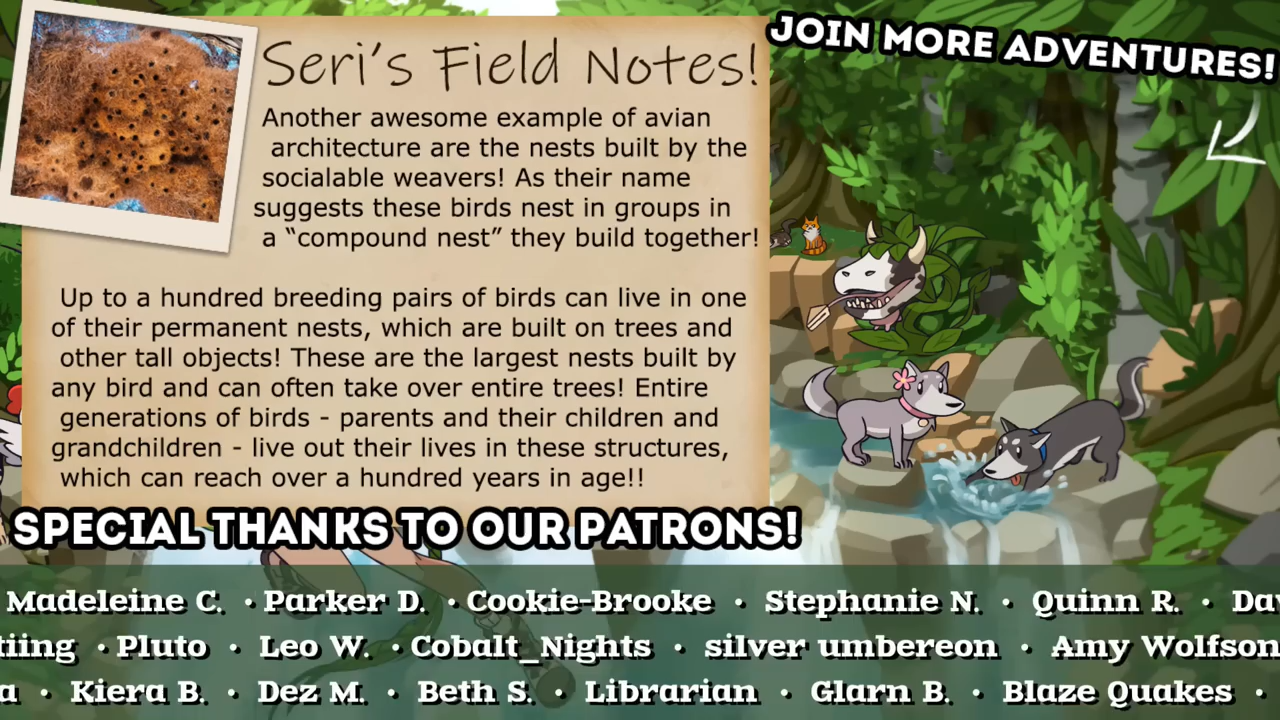 Seri's Field Notes!
Another awesome example of avian
architecture are the nests built by the
socialable weavers! As their name
suggests these birds nest in groups in
a “compound nest” they build together!
Up to a hundred breeding pairs of birds can live in one
of their permanent nests, which are built on trees and
other tall objects! These are the largest nests built by
any bird and can often take over entire trees! Entire
generations of birds - parents and their children and
grandchildren - live out their lives in these structures,
which can reach over a hundred years in age!!
JOIN MORE ADVENTURES!
SPECIAL THANKS TO OUR PATRONS!
Madeleine C. • Parker D. • Cookie-Brooke • Stephanie N. • Quinn R. •
• Pluto • Leo W. • Cobalt_Nights • silver umbereon • Amy Wolfson
• Kiera B. • Dez M. • Beth S. • Librarian • Glarn B. • Blaze Quakes •